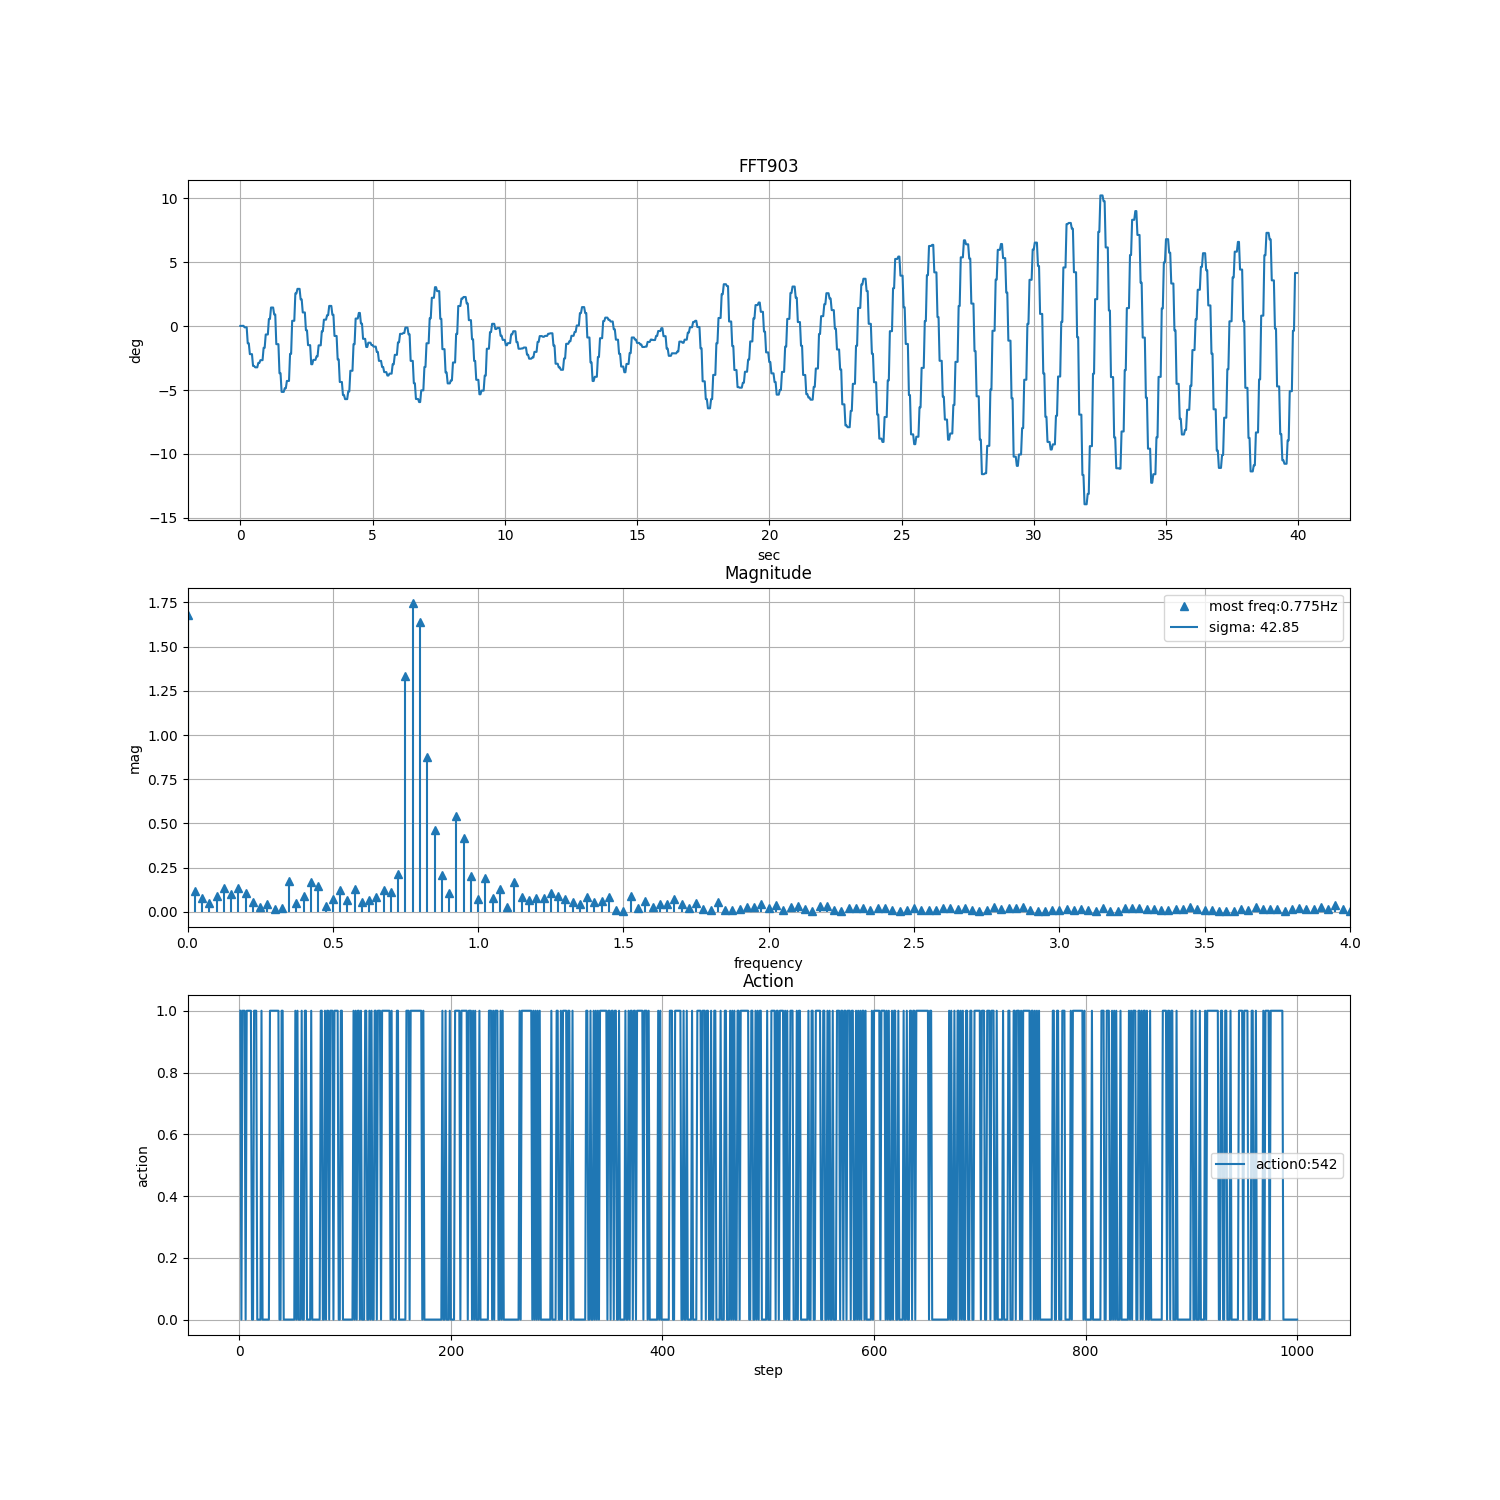 FFT903
10
5
0
−5
−10
−15
deg
0 5 10 15 20 25 30 35 40
sec
Magnitude
1.75
1.50
1.25
1.00
0.75
0.50
0.25
0.00
mag
most freq:0.775Hz
sigma: 42.85
0.0 0.5 1.0 1.5 2.0 2.5 3.0 3.5 4.0
frequency
Action
1.0
0.8
0.6
0.4
0.2
0.0
action
action0:542
0 200 400 600 800 1000
step